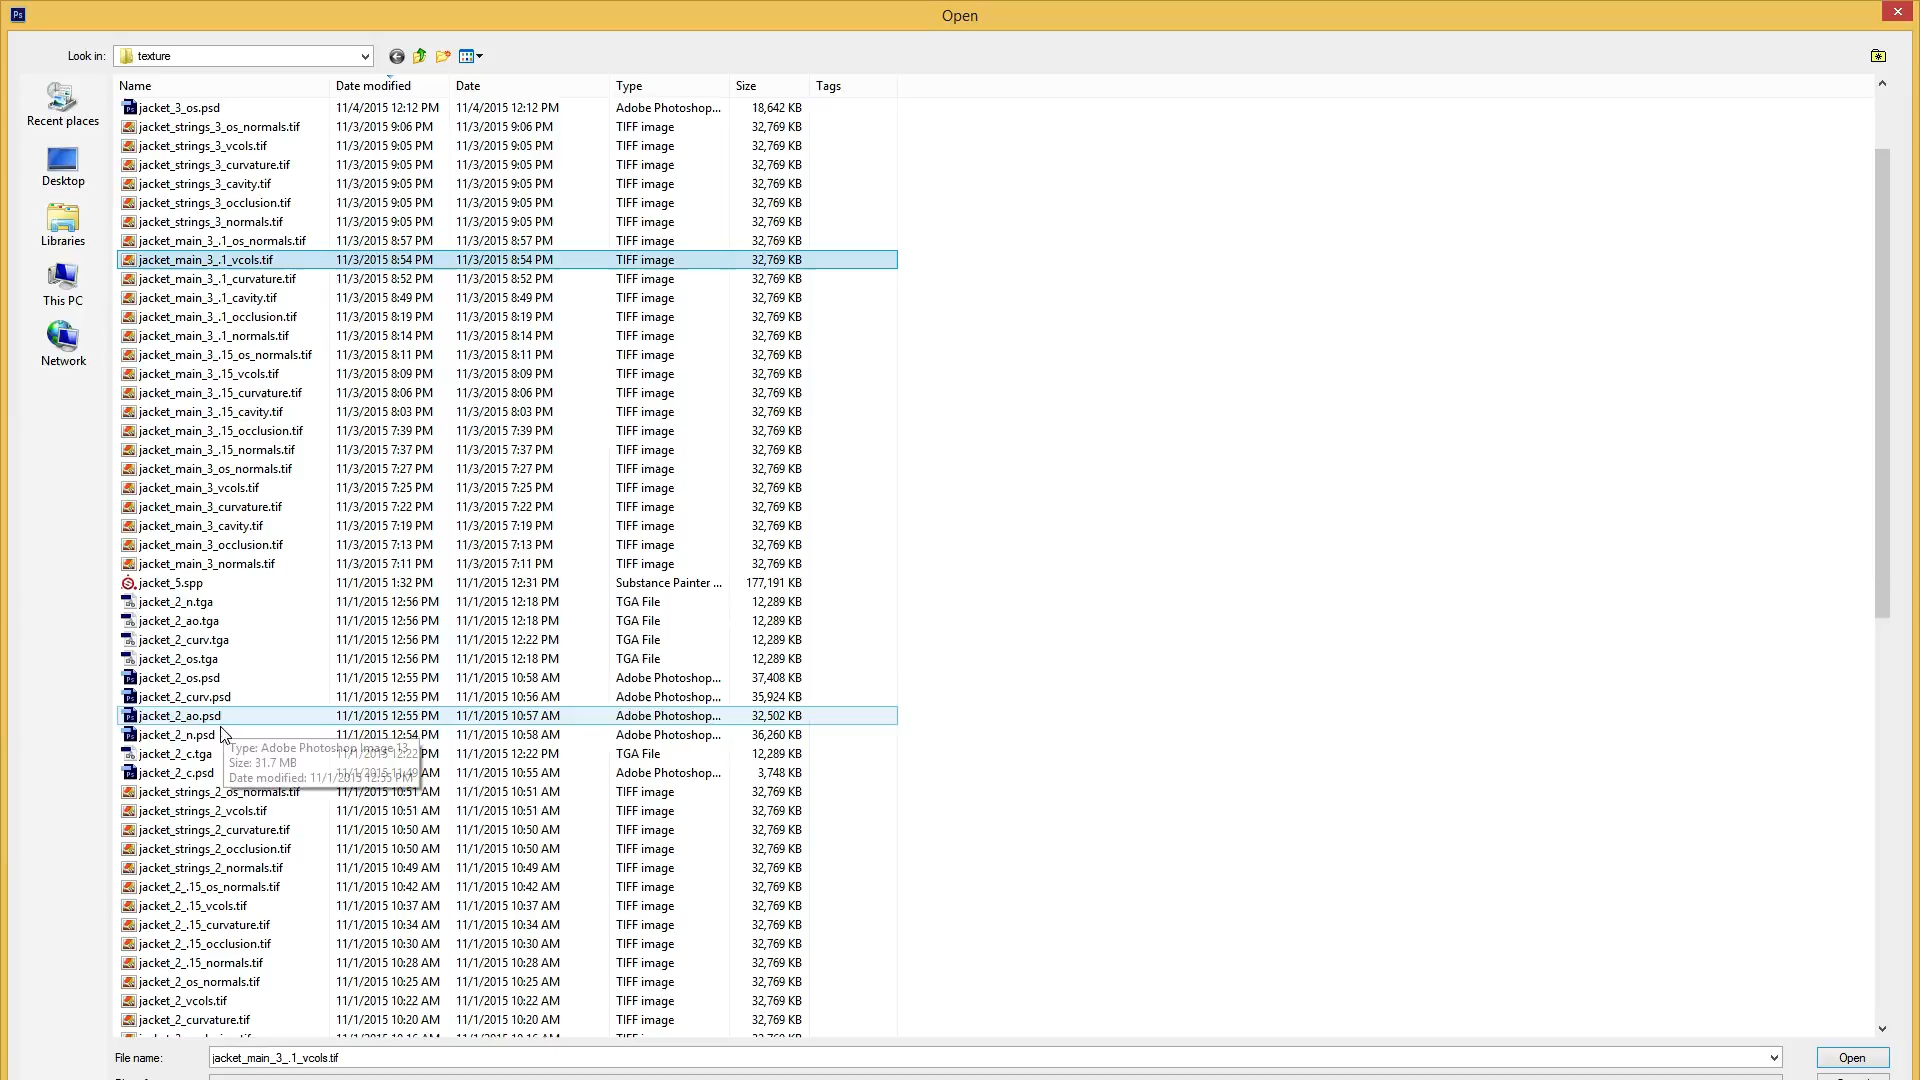 Ps Open
Look in: texture
Name Date modified Date Type Size Tags
jacket_3_os.psd 11/4/2015 12:12 PM 11/4/2015 12:12 PM Adobe Photoshop... 18,642 KB
jacket_strings_3_os_normals.tif 11/3/2015 9:06 PM 11/3/2015 9:06 PM TIFF image 32,769 KB
Recent places
jacket_strings_3_vcols.tif 11/3/2015 9:05 PM 11/3/2015 9:05 PM TIFF image 32,769 KB
jacket_strings_3_curvature.tif 11/3/2015 9:05 PM 11/3/2015 9:05 PM TIFF image 32,769 KB
jacket_strings_3_cavity.tif 11/3/2015 9:05 PM 11/3/2015 9:05 PM TIFF image 32,769 KB
Desktop
jacket_strings_3_occlusion.tif 11/3/2015 9:05 PM 11/3/2015 9:05 PM TIFF image 32,769 KB
jacket_strings_3_normals.tif 11/3/2015 9:05 PM 11/3/2015 9:05 PM TIFF image 32,769 KB
jacket_main_3_.1_os_normals.tif 11/3/2015 8:57 PM 11/3/2015 8:57 PM TIFF image 32,769 KB
Libraries
jacket_main_3_.1_vcols.tif 11/3/2015 8:54 PM 11/3/2015 8:54 PM TIFF image 32,769 KB
jacket_main_3_.1_curvature.tif 11/3/2015 8:52 PM 11/3/2015 8:52 PM TIFF image 32,769 KB
jacket_main_3_.1_cavity.tif 11/3/2015 8:49 PM 11/3/2015 8:49 PM TIFF image 32,769 KB
This PC
jacket_main_3_.1_occlusion.tif 11/3/2015 8:19 PM 11/3/2015 8:19 PM TIFF image 32,769 KB
jacket_main_3_.1_normals.tif 11/3/2015 8:14 PM 11/3/2015 8:14 PM TIFF image 32,769 KB
jacket_main_3_.15_os_normals.tif 11/3/2015 8:11 PM 11/3/2015 8:11 PM TIFF image 32,769 KB
Network
jacket_main_3_.15_vcols.tif 11/3/2015 8:09 PM 11/3/2015 8:09 PM TIFF image 32,769 KB
jacket_main_3_.15_curvature.tif 11/3/2015 8:06 PM 11/3/2015 8:06 PM TIFF image 32,769 KB
jacket_main_3_.15_cavity.tif 11/3/2015 8:03 PM 11/3/2015 8:03 PM TIFF image 32,769 KB
jacket_main_3_.15_occlusion.tif 11/3/2015 7:39 PM 11/3/2015 7:39 PM TIFF image 32,769 KB
jacket_main_3_.15_normals.tif 11/3/2015 7:37 PM 11/3/2015 7:37 PM TIFF image 32,769 KB
jacket_main_3_os_normals.tif 11/3/2015 7:27 PM 11/3/2015 7:27 PM TIFF image 32,769 KB
jacket_main_3_vcols.tif 11/3/2015 7:25 PM 11/3/2015 7:25 PM TIFF image 32,769 KB
jacket_main_3_curvature.tif 11/3/2015 7:22 PM 11/3/2015 7:22 PM TIFF image 32,769 KB
jacket_main_3_cavity.tif 11/3/2015 7:19 PM 11/3/2015 7:19 PM TIFF image 32,769 KB
jacket_main_3_occlusion.tif 11/3/2015 7:13 PM 11/3/2015 7:13 PM TIFF image 32,769 KB
jacket_main_3_normals.tif 11/3/2015 7:11 PM 11/3/2015 7:11 PM TIFF image 32,769 KB
jacket_5.spp 11/1/2015 1:32 PM 11/1/2015 12:31 PM Substance Painter ... 177,191 KB
jacket_2_n.tga 11/1/2015 12:56 PM 11/1/2015 12:18 PM TGA File 12,289 KB
jacket_2_ao.tga 11/1/2015 12:56 PM 11/1/2015 12:18 PM TGA File 12,289 KB
jacket_2_curv.tga 11/1/2015 12:56 PM 11/1/2015 12:22 PM TGA File 12,289 KB
jacket_2_os.tga 11/1/2015 12:56 PM 11/1/2015 12:18 PM TGA File 12,289 KB
jacket_2_os.psd 11/1/2015 12:55 PM 11/1/2015 10:58 AM Adobe Photoshop... 37,408 KB
jacket_2_curv.psd 11/1/2015 12:55 PM 11/1/2015 10:56 AM Adobe Photoshop... 35,924 KB
jacket_2_ao.psd 11/1/2015 12:55 PM 11/1/2015 10:57 AM Adobe Photoshop... 32,502 KB
jacket_2_n.psd 11/1/2015 12:54 PM 11/1/2015 10:58 AM Adobe Photoshop... 36,260 KB
Type: Adobe Photoshop Image 13
jacket_2_c.tga 11/1/2015 12:22 PM 11/1/2015 12:22 PM TGA File 12,289 KB
Size: 31.7 MB
jacket_2_c.psd 11/1/2015 11:49 AM 11/1/2015 10:55 AM Adobe Photoshop... 3,748 KB
Date modified: 11/1/2015 12:55 PM
jacket_strings_2_os_normals.tif 11/1/2015 10:51 AM 11/1/2015 10:51 AM TIFF image 32,769 KB
jacket_strings_2_vcols.tif 11/1/2015 10:51 AM 11/1/2015 10:51 AM TIFF image 32,769 KB
jacket_strings_2_curvature.tif 11/1/2015 10:50 AM 11/1/2015 10:50 AM TIFF image 32,769 KB
jacket_strings_2_occlusion.tif 11/1/2015 10:50 AM 11/1/2015 10:50 AM TIFF image 32,769 KB
jacket_strings_2_normals.tif 11/1/2015 10:49 AM 11/1/2015 10:49 AM TIFF image 32,769 KB
jacket_2_.15_os_normals.tif 11/1/2015 10:42 AM 11/1/2015 10:42 AM TIFF image 32,769 KB
jacket_2_.15_vcols.tif 11/1/2015 10:37 AM 11/1/2015 10:37 AM TIFF image 32,769 KB
jacket_2_.15_curvature.tif 11/1/2015 10:34 AM 11/1/2015 10:34 AM TIFF image 32,769 KB
jacket_2_.15_occlusion.tif 11/1/2015 10:30 AM 11/1/2015 10:30 AM TIFF image 32,769 KB
jacket_2_.15_normals.tif 11/1/2015 10:28 AM 11/1/2015 10:28 AM TIFF image 32,769 KB
jacket_2_os_normals.tif 11/1/2015 10:25 AM 11/1/2015 10:25 AM TIFF image 32,769 KB
jacket_2_vcols.tif 11/1/2015 10:22 AM 11/1/2015 10:22 AM TIFF image 32,769 KB
jacket_2_curvature.tif 11/1/2015 10:20 AM 11/1/2015 10:20 AM TIFF image 32,769 KB
File name: jacket_main_3_.1_vcols.tif Open